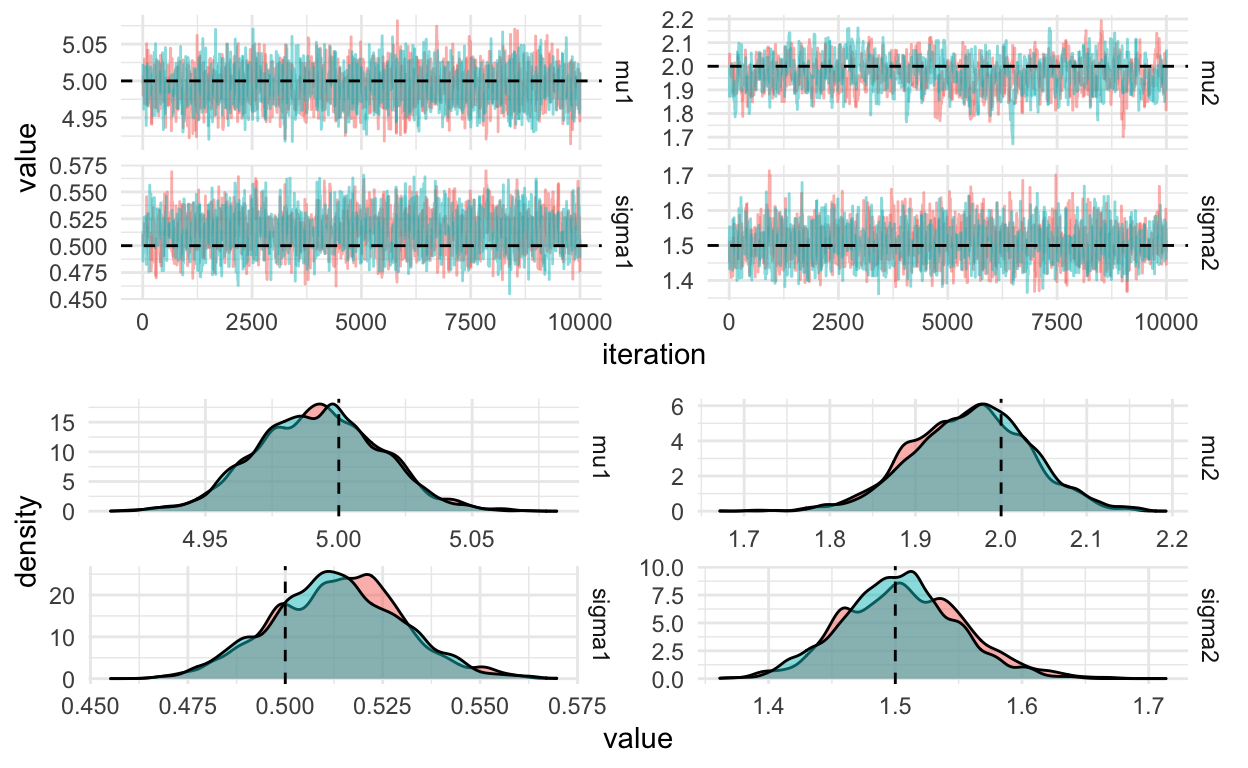 value
5.05
5.00
4.95
mu1
2.2
2.1
2.0
1.9
1.8
1.7
mu2
0.575
0.550
0.525
0.500
0.475
0.450
sigma1
1.7
1.6
1.5
1.4
sigma2
0 2500 5000 7500 10000
0 2500 5000 7500 10000
iteration
density
15
10
5
0
mu1
4.95 5.00 5.05
6
4
2
0
mu2
1.7 1.8 1.9 2.0 2.1 2.2
20
10
0
sigma1
0.450 0.475 0.500 0.525 0.550 0.575
10.0
7.5
5.0
2.5
0.0
sigma2
1.4 1.5 1.6 1.7
value